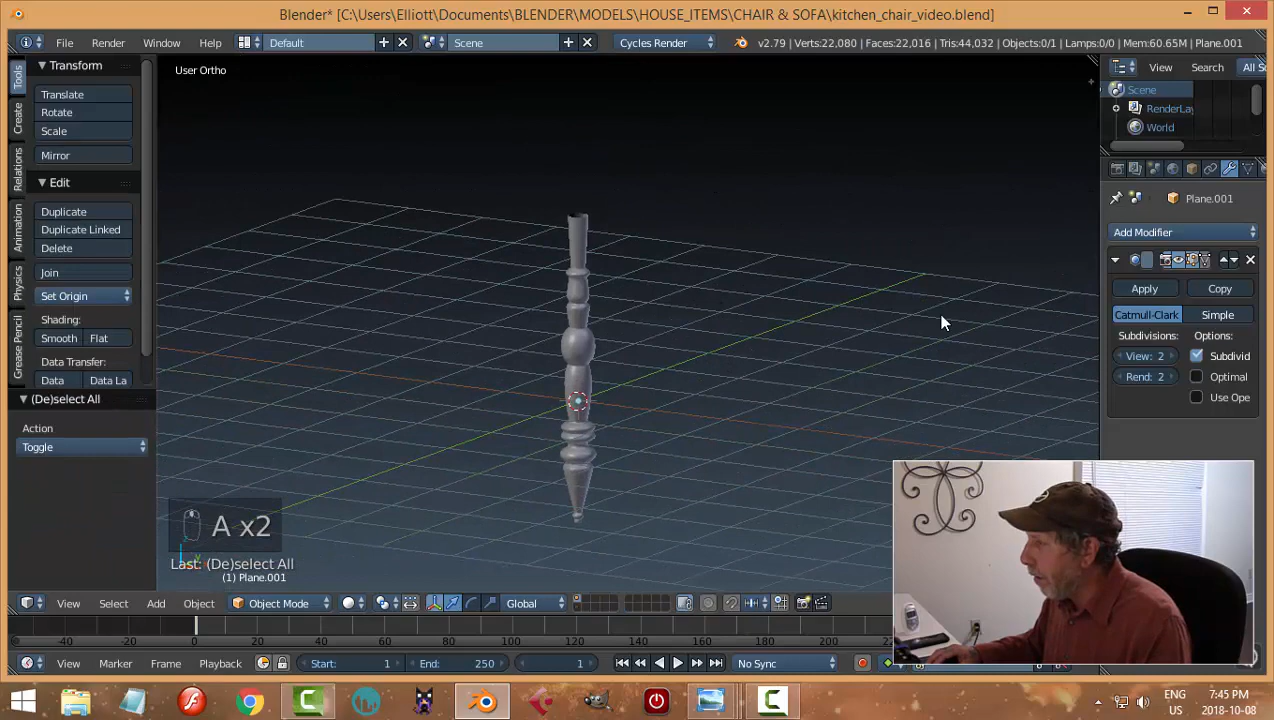 Blender* [C:\Users\Elliott\Documents\BLENDER\MODELS\HOUSE_ITEMS\CHAIR & SOFA\kitchen_chair_video.blend]
File Render Window Help Default Scene Cycles Render v2.79 | Verts:22,080 | Faces:22,016 | Tris:44,032 | Objects:0/1 | Lamps:0/0 | Mem:60.65M | Plane.001
Tools
Create
Relations
Animation
Physics
Grease Pencil
Transform
Translate
Rotate
Scale
Mirror
Edit
Duplicate
Duplicate Linked
Delete
Join
Set Origin
Shading:
Smooth Flat
Data Transfer:
Data Data La
(De)select All
Action
Toggle
User Ortho
A x2
Last: (De)select All
(1) Plane.001
View Search All S
Scene
RenderLay
World
Plane.001
Add Modifier
Apply Copy
Catmull-Clark Simple
Subdivisions: Options:
View: 2 Subdivid
Rend: 2 Optimal
Use Ope
View Select Add Object Object Mode Global
-40 -20 0 20 40 60 80 100 120 140 160 180 200
View Marker Frame Playback Start: 1 End: 250 1 No Sync
ENG 7:45 PM
US 2018-10-08